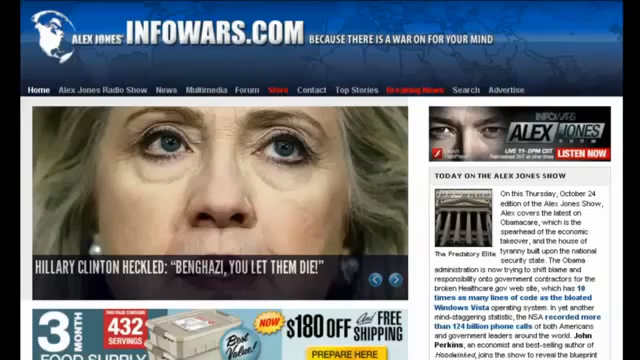 ALEX JONES' INFOWARS.COM BECAUSE THERE IS A WAR ON FOR YOUR MIND
Home Alex Jones Radio Show News Multimedia Forum Store Contact Top Stories Breaking News Search Advertise
INFOWARS
ALEX JONES
SHOW
LIVE 11- 2PM CST
LISTEN NOW
TODAY ON THE ALEX JONES SHOW
On this Thursday, October 24
edition of the Alex Jones Show,
Alex covers the latest on
Obamacare, which is the
spearhead of the economic
takeover, and the house of
tyranny built upon the national
The Predatory Elite
security state. The Obama
administration is now trying to shift blame and
responsibility onto government contractors for the
broken Healthcare.gov web site, which has 10
times as many lines of code as the bloated
Windows Vista operating system. In yet another
mind-staggering statistic, the NSA recorded more
than 124 billion phone calls of both Americans
and government leaders around the world. John
Perkins, an economist and best-selling author of
Hoodwinked, joins the show to reveal the blueprint
HILLARY CLINTON HECKLED: "BENGHAZI, YOU LET THEM DIE!"
3 MONTH
FOOD SUPPLY
THIS PACK CONTAINS
432
SERVINGS
Best
Value!
NOW $180 OFF And FREE
SHIPPING
PREPARE HERE